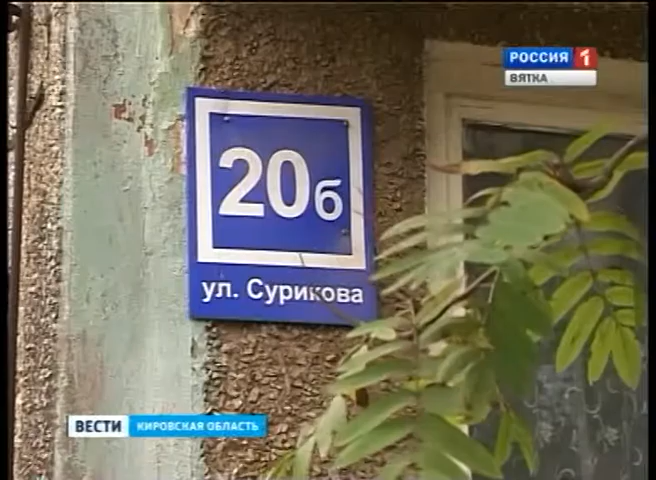 РОССИЯ 1
ВЯТКА
20б
ул. Сурикова
ВЕСТИ КИРОВСКАЯ ОБЛАСТЬ